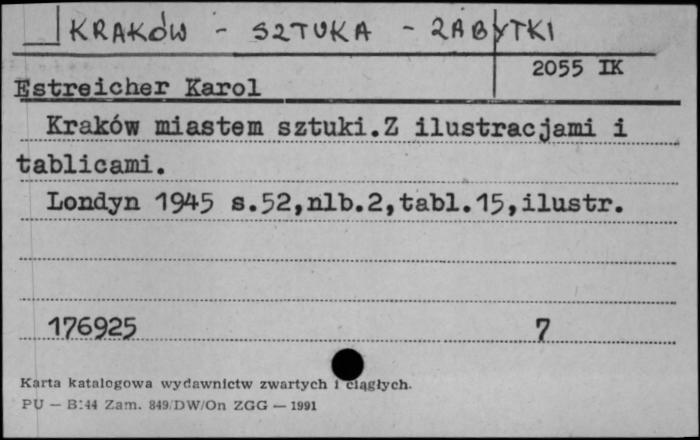 KRAKÓW - SZTUKA - ZABYTKI
2055 IK
Estreicher Karol
Kraków miastem sztuki.Z ilustracjami i
tablicami.
Londyn 1945 s.52,nlb.2,tabl.15,ilustr.
176925 7
Karta katalogowa wydawnictw zwartych i ciągłych.
PU — B:44 Zam. 849/DW/On ZGG — 1991